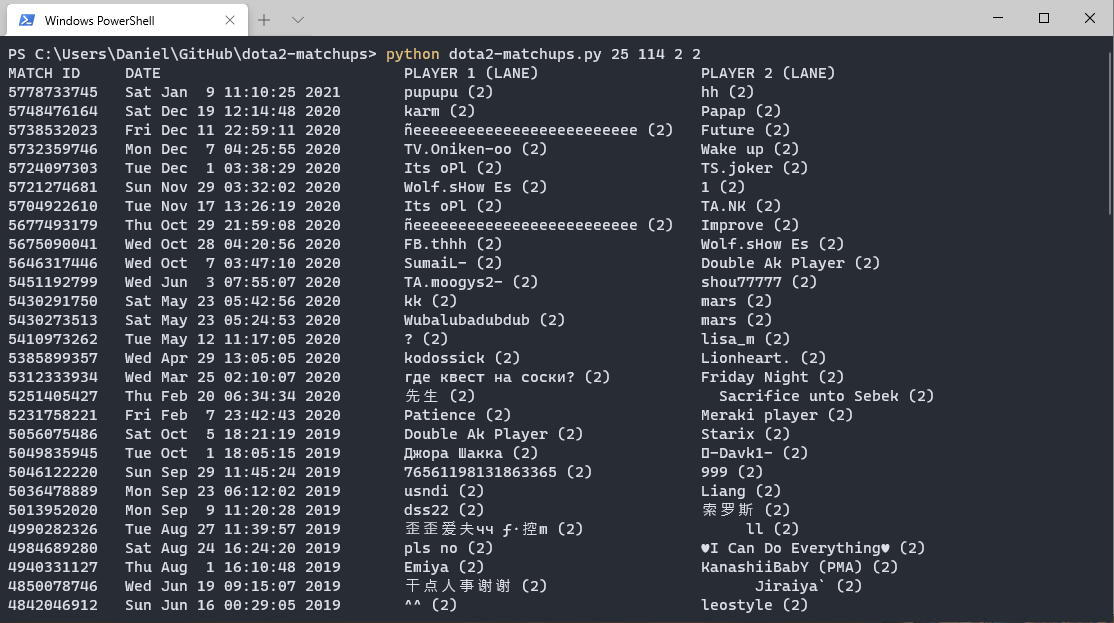 Windows PowerShell
PS C:\Users\Daniel\GitHub\dota2-matchups> python dota2-matchups.py 25 114 2 2
MATCH ID DATE PLAYER 1 (LANE) PLAYER 2 (LANE)
5778733745 Sat Jan 9 11:10:25 2021 pupupu (2) hh (2)
5748476164 Sat Dec 19 12:14:48 2020 karm (2) Papap (2)
5738532023 Fri Dec 11 22:59:11 2020 ñeeeeeeeeeeeeeeeeeeeeeeeee (2) Future (2)
5732359746 Mon Dec 7 04:25:55 2020 TV.Oniken-oo (2) Wake up (2)
5724097303 Tue Dec 1 03:38:29 2020 Its oPl (2) TS.joker (2)
5721274681 Sun Nov 29 03:32:02 2020 Wolf.sHow Es (2) 1 (2)
5704922610 Tue Nov 17 13:26:19 2020 Its oPl (2) TA.NK (2)
5677493179 Thu Oct 29 21:59:08 2020 ñeeeeeeeeeeeeeeeeeeeeeeeee (2) Improve (2)
5675090041 Wed Oct 28 04:20:56 2020 FB.thhh (2) Wolf.sHow Es (2)
5646317446 Wed Oct 7 03:47:10 2020 SumaiL- (2) Double Ak Player (2)
5451192799 Wed Jun 3 07:55:07 2020 TA.moogys2- (2) shou77777 (2)
5430291750 Sat May 23 05:42:56 2020 kk (2) mars (2)
5430273513 Sat May 23 05:24:53 2020 Wubalubadubdub (2) mars (2)
5410973262 Tue May 12 11:17:05 2020 ? (2) lisa_m (2)
5385899357 Wed Apr 29 13:05:05 2020 kodossick (2) Lionheart. (2)
5312333934 Wed Mar 25 02:10:07 2020 где квест на соски? (2) Friday Night (2)
5251405427 Thu Feb 20 06:34:34 2020 先生 (2) Sacrifice unto Sebek (2)
5231758221 Fri Feb 7 23:42:43 2020 Patience (2) Meraki player (2)
5056075486 Sat Oct 5 18:21:19 2019 Double Ak Player (2) Starix (2)
5049835945 Tue Oct 1 18:05:15 2019 Джора Шакка (2) □-Davk1- (2)
5046122220 Sun Sep 29 11:45:24 2019 76561198131863365 (2) 999 (2)
5036478889 Mon Sep 23 06:12:02 2019 usndi (2) Liang (2)
5013952020 Mon Sep 9 11:20:28 2019 dss22 (2) 索罗斯 (2)
4990282326 Tue Aug 27 11:39:57 2019 歪歪爱夫чч ƒ·控m (2) ll (2)
4984689280 Sat Aug 24 16:24:20 2019 pls no (2) ♥I Can Do Everything♥ (2)
4940331127 Thu Aug 1 16:10:48 2019 Emiya (2) KanashiiBabY (PMA) (2)
4850078746 Wed Jun 19 09:15:07 2019 干点人事谢谢 (2) Jiraiya` (2)
4842046912 Sun Jun 16 00:29:05 2019 ^^ (2) leostyle (2)